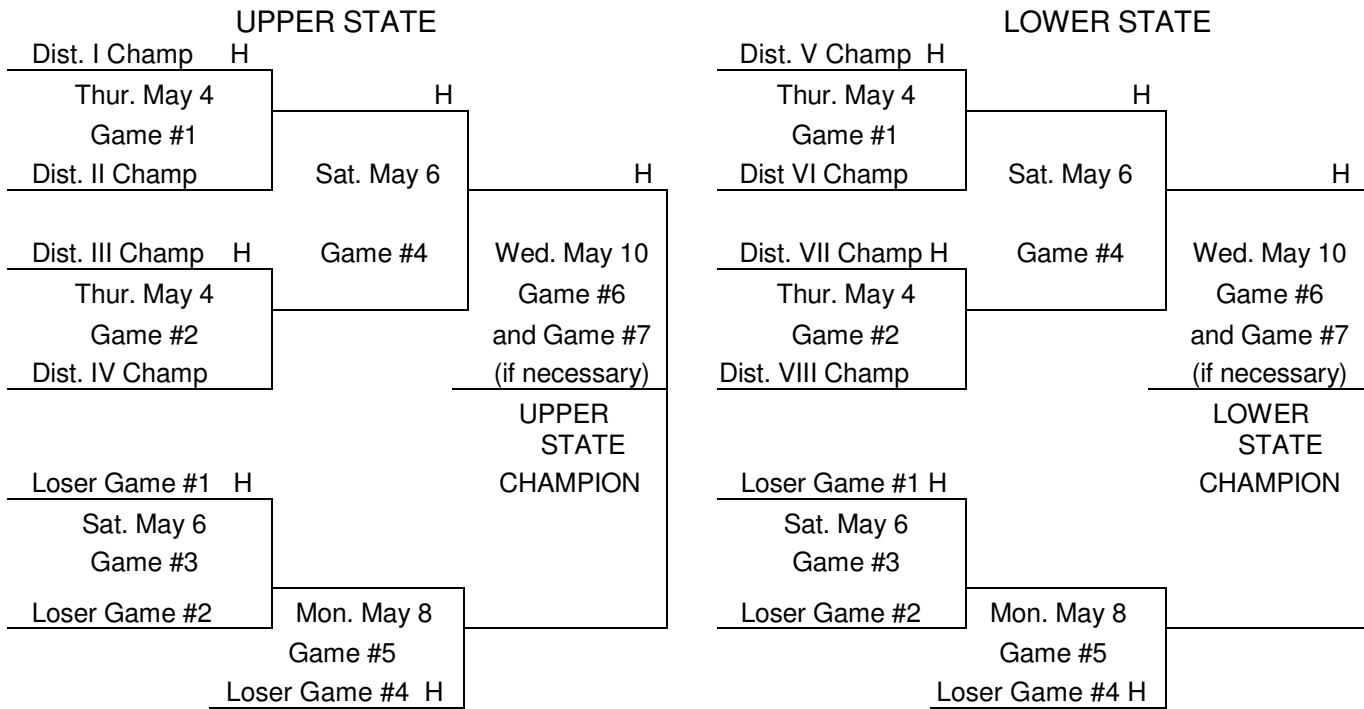 UPPER STATE
Dist. I Champ H
Thur. May 4
Game #1
Dist. II Champ
H
Sat. May 6
Game #4
Dist. III Champ H
Thur. May 4
Game #2
Dist. IV Champ
H
Wed. May 10
Game #6
and Game #7
(if necessary)
UPPER
STATE
CHAMPION
Loser Game #1 H
Sat. May 6
Game #3
Loser Game #2
Mon. May 8
Game #5
Loser Game #4 H
LOWER STATE
Dist. V Champ H
Thur. May 4
Game #1
Dist VI Champ
H
Sat. May 6
Game #4
Dist. VII Champ H
Thur. May 4
Game #2
Dist. VIII Champ
H
Wed. May 10
Game #6
and Game #7
(if necessary)
LOWER
STATE
CHAMPION
Loser Game #1 H
Sat. May 6
Game #3
Loser Game #2
Mon. May 8
Game #5
Loser Game #4 H